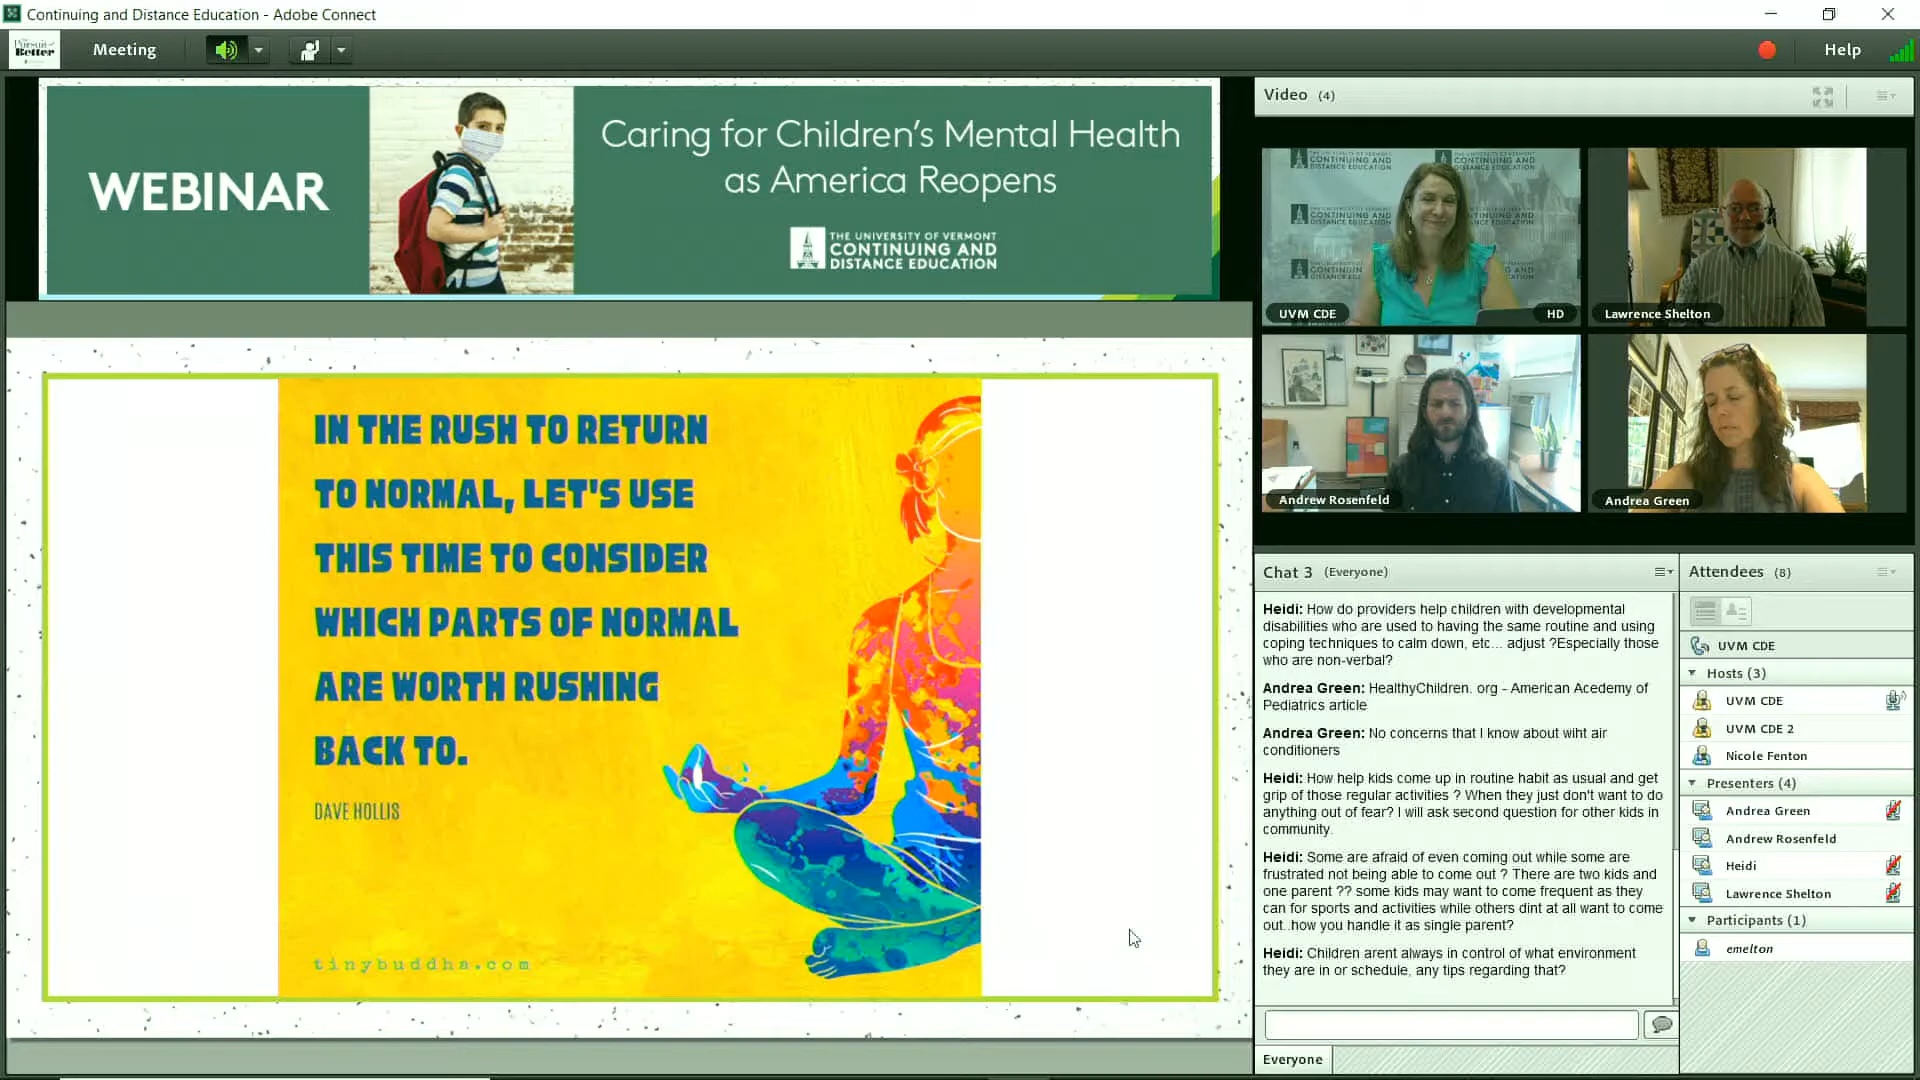 Continuing and Distance Education - Adobe Connect
Pursuit of
Better
Meeting
Help
WEBINAR
Caring for Children's Mental Health
as America Reopens
THE UNIVERSITY OF VERMONT
CONTINUING AND
DISTANCE EDUCATION
IN THE RUSH TO RETURN
TO NORMAL, LET'S USE
THIS TIME TO CONSIDER
WHICH PARTS OF NORMAL
ARE WORTH RUSHING
BACK TO.
DAVE HOLLIS
tinybuddha.com
Video (4)
UVM CDE
HD
Lawrence Shelton
Andrew Rosenfeld
Andrea Green
Chat 3 (Everyone)
Heidi: How do providers help children with developmental
disabilities who are used to having the same routine and using
coping techniques to calm down, etc... adjust ?Especially those
who are non-verbal?
Andrea Green: HealthyChildren. org - American Acedemy of
Pediatrics article
Andrea Green: No concerns that I know about wiht air
conditioners
Heidi: How help kids come up in routine habit as usual and get
grip of those regular activities ? When they just don't want to do
anything out of fear? I will ask second question for other kids in
community.
Heidi: Some are afraid of even coming out while some are
frustrated not being able to come out ? There are two kids and
one parent ?? some kids may want to come frequent as they
can for sports and activities while others dint at all want to come
out..how you handle it as single parent?
Heidi: Children arent always in control of what environment
they are in or schedule, any tips regarding that?
Everyone
Attendees (8)
UVM CDE
Hosts (3)
UVM CDE
UVM CDE 2
Nicole Fenton
Presenters (4)
Andrea Green
Andrew Rosenfeld
Heidi
Lawrence Shelton
Participants (1)
emelton